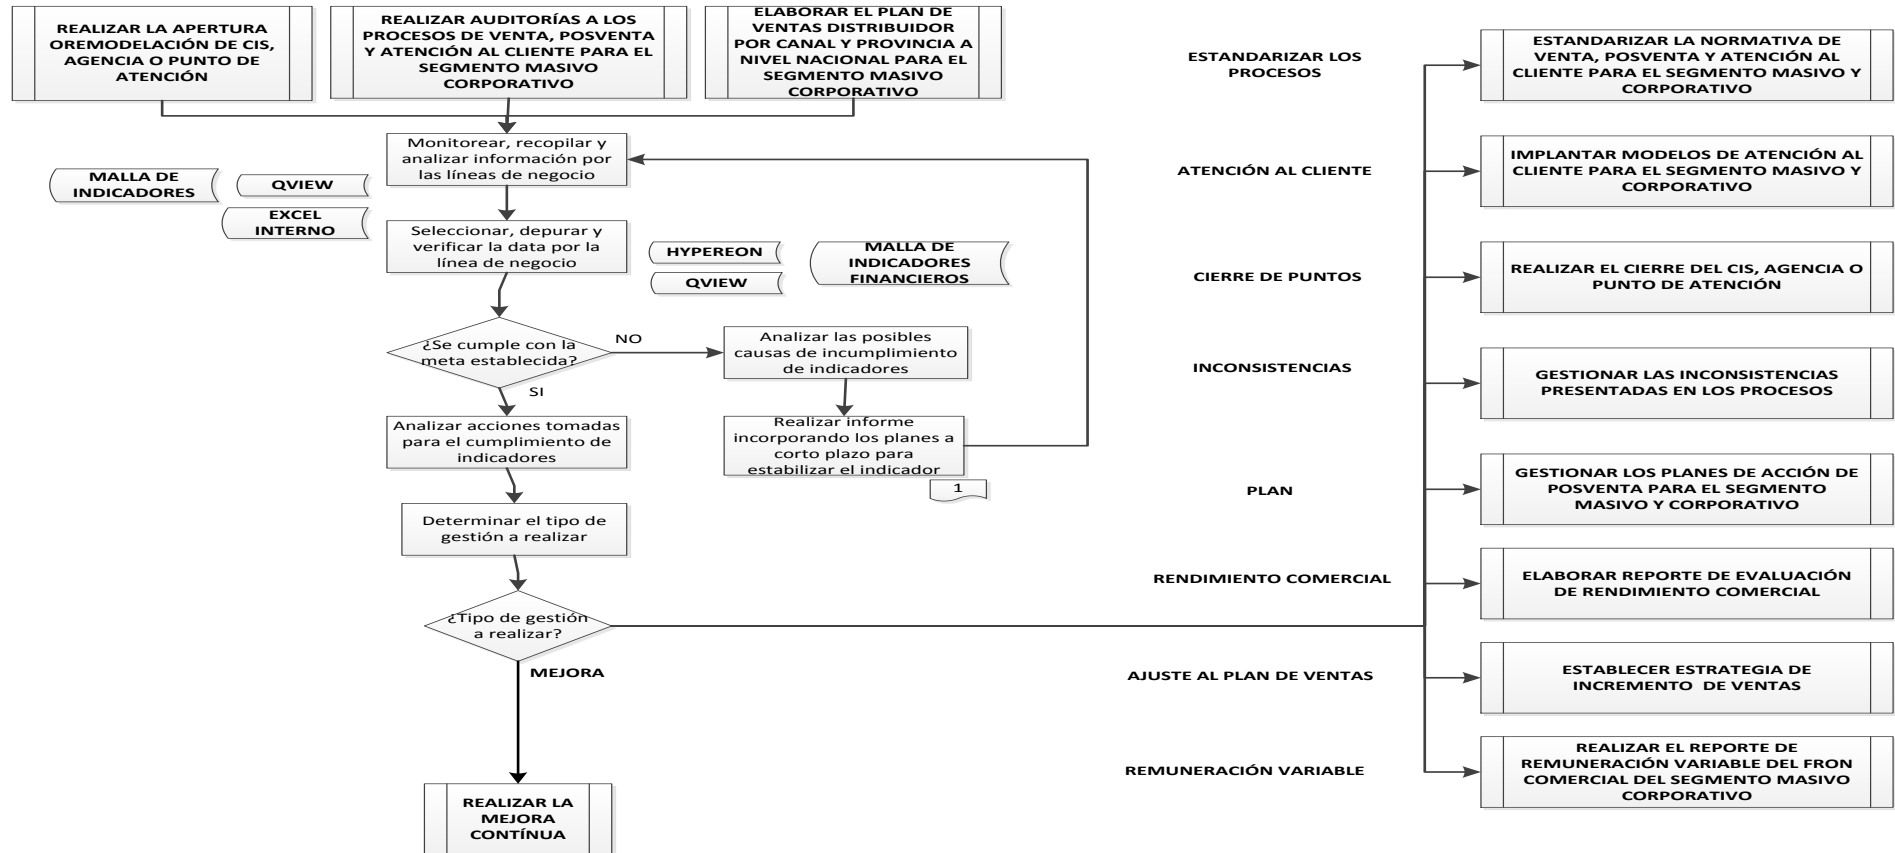 REALIZAR LA APERTURA
OREMODELACIÓN DE CIS,
AGENCIA O PUNTO DE
ATENCIÓN
REALIZAR AUDITORÍAS A LOS
PROCESOS DE VENTA, POSVENTA
Y ATENCIÓN AL CLIENTE PARA EL
SEGMENTO MASIVO
CORPORATIVO
ELABORAR EL PLAN DE
VENTAS DISTRIBUIDOR
POR CANAL Y PROVINCIA A
NIVEL NACIONAL PARA EL
SEGMENTO MASIVO
CORPORATIVO
Monitorear, recopilar y
analizar información por
las líneas de negocio
MALLA DE
INDICADORES
QVIEW
EXCEL
INTERNO
Seleccionar, depurar y
verificar la data por la
línea de negocio
HYPEREON
QVIEW
MALLA DE
INDICADORES
FINANCIEROS
¿Se cumple con la
meta establecida?
NO
SI
Analizar las posibles
causas de incumplimiento
de indicadores
Realizar informe
incorporando los planes a
corto plazo para
estabilizar el indicador
1
Analizar acciones tomadas
para el cumplimiento de
indicadores
Determinar el tipo de
gestión a realizar
¿Tipo de gestión
a realizar?
MEJORA
REALIZAR LA
MEJORA
CONTÍNUA
ESTANDARIZAR LOS
PROCESOS
ESTANDARIZAR LA NORMATIVA DE
VENTA, POSVENTA Y ATENCIÓN AL
CLIENTE PARA EL SEGMENTO MASIVO Y
CORPORATIVO
ATENCIÓN AL CLIENTE
IMPLANTAR MODELOS DE ATENCIÓN AL
CLIENTE PARA EL SEGMENTO MASIVO Y
CORPORATIVO
CIERRE DE PUNTOS
REALIZAR EL CIERRE DEL CIS, AGENCIA O
PUNTO DE ATENCIÓN
INCONSISTENCIAS
GESTIONAR LAS INCONSISTENCIAS
PRESENTADAS EN LOS PROCESOS
PLAN
GESTIONAR LOS PLANES DE ACCIÓN DE
POSVENTA PARA EL SEGMENTO
MASIVO Y CORPORATIVO
RENDIMIENTO COMERCIAL
ELABORAR REPORTE DE EVALUACIÓN
DE RENDIMIENTO COMERCIAL
AJUSTE AL PLAN DE VENTAS
ESTABLECER ESTRATEGIA DE
INCREMENTO  DE VENTAS
REMUNERACIÓN VARIABLE
REALIZAR EL REPORTE DE
REMUNERACIÓN VARIABLE DEL FRON
COMERCIAL DEL SEGMENTO MASIVO
CORPORATIVO